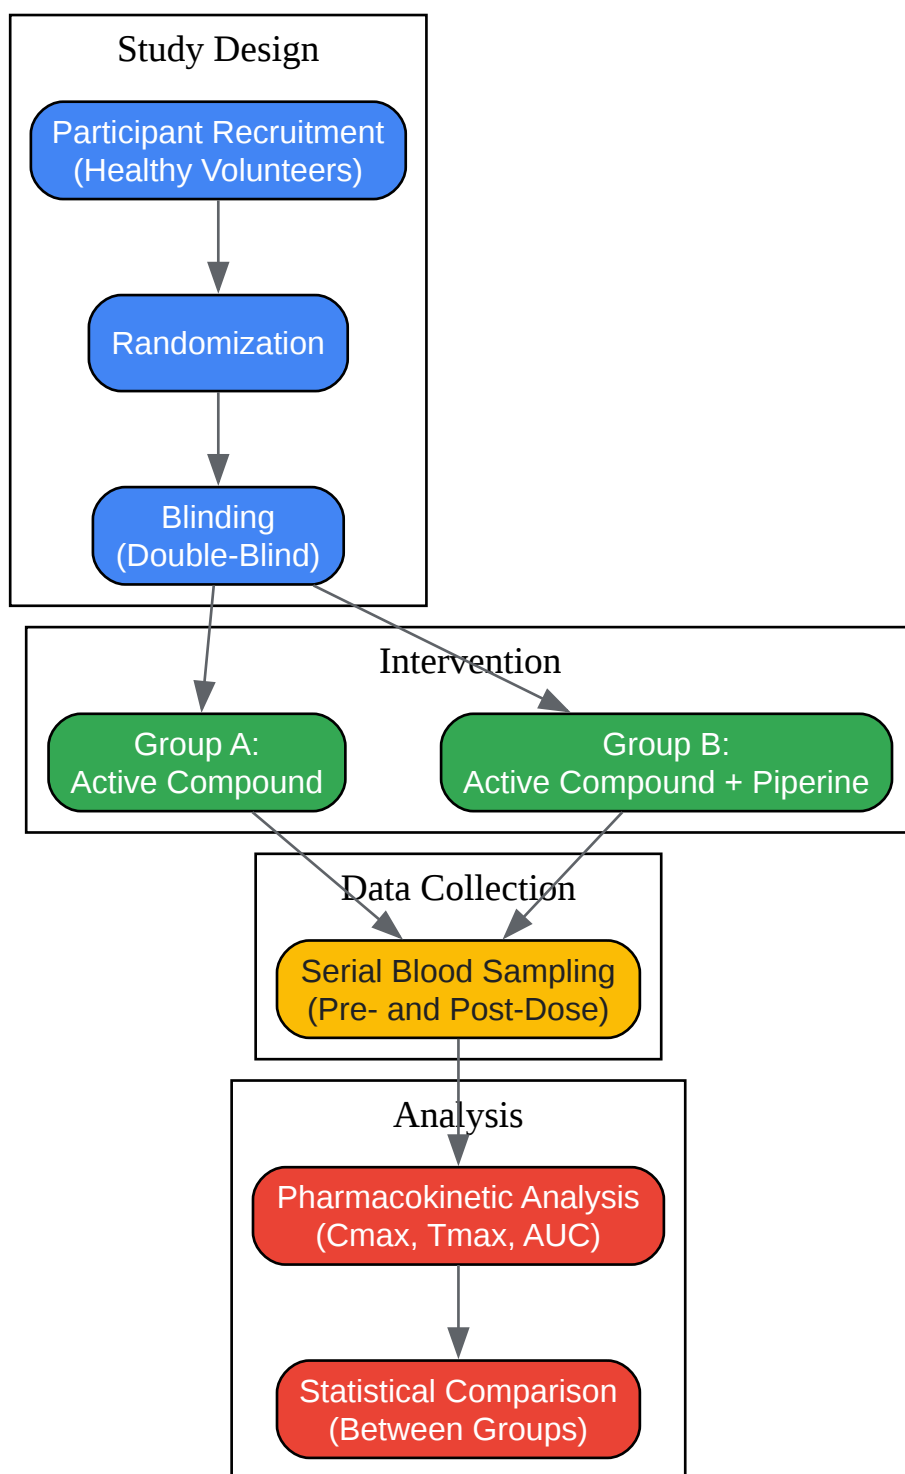 Study Design
Participant Recruitment
(Healthy Volunteers)
Randomization
Blinding
(Double-Blind)
Intervention
Group A:
Active Compound
Group B:
Active Compound + Piperine
Data Collection
Serial Blood Sampling
(Pre- and Post-Dose)
Analysis
Pharmacokinetic Analysis
(Cmax, Tmax, AUC)
Statistical Comparison
(Between Groups)